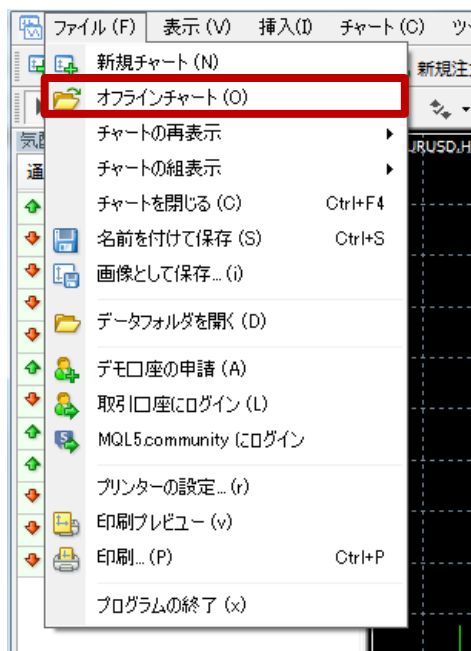 ファイル (F) 表示 (V) 挿入(I) チャート (C)
新規チャート (N)
新規注
オフラインチャート (O)
チャートの再表示
URUSD,H
チャートの組表示
通
チャートを閉じる (C) Ctrl+F4
名前を付けて保存 (S) Ctrl+S
画像として保存... (i)
データフォルダを開く (D)
デモ口座の申請 (A)
取引口座にログイン (L)
MQL5.community にログイン
プリンターの設定... (r)
印刷プレビュー (v)
印刷... (P) Ctrl+P
プログラムの終了 (x)